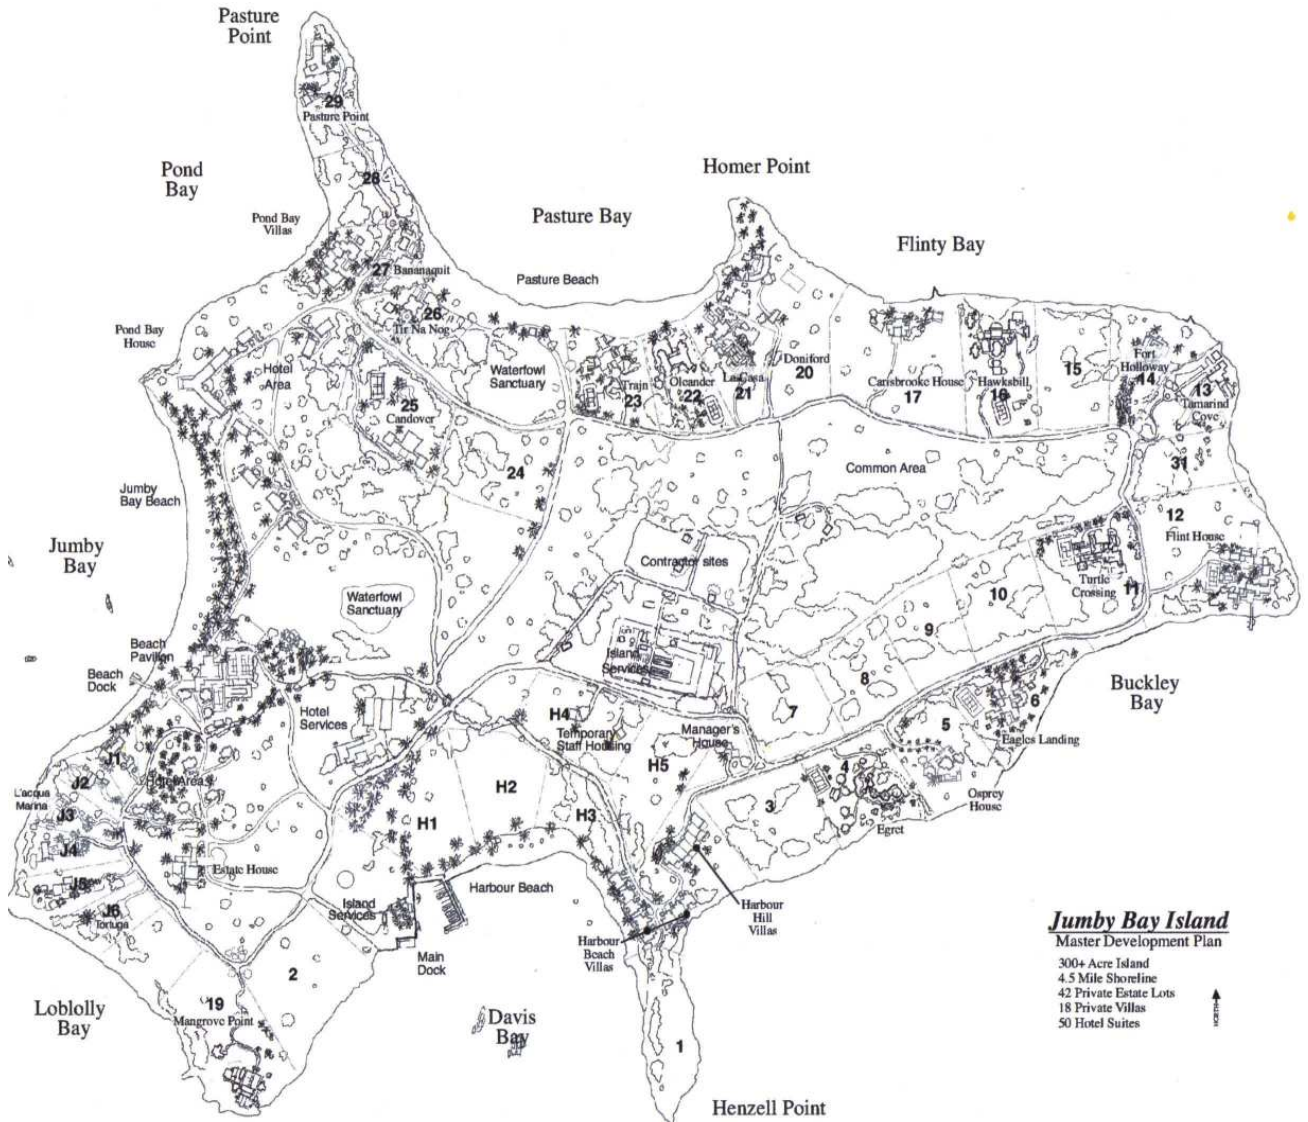 Pasture
Point
29
Pasture Point
Homer Point
Pond
Bay
28
Pond Bay
Villas
Pasture Bay
Flinty Bay
27
Bananaquit
Pasture Beach
26
Tir Na Nog
Pond Bay
House
Hotel
Area
Waterfowl
Sanctuary
25
Candover
Train
23
Oleander
22
La Casa
21
Doniford
20
Carisbrooke House
17
Hawksbill
16
15
Fort
Holloway
14
13
Tamarind
Cove
24
Common Area
31
12
Flint House
Jumby
Bay Beach
Jumby
Bay
Contractor sites
Waterfowl
Sanctuary
Turtle
Crossing
11
10
9
8
7
Beach
Pavilion
Beach
Dock
Island
Services
Hotel
Services
H4
Temporary
Staff Housing
Manager's
House
Buckley
Bay
6
5
Eagles Landing
J1
J2
Hotel Area
L'acqua
Marina
J3
J4
J5
J6
Tortuga
Estate House
H1
H2
H3
H5
4
3
Egret
Osprey
House
Harbour Beach
Island
Services
Main
Dock
Harbour
Hill
Villas
Harbour
Beach
Villas
2
19
Mangrove Point
Loblolly
Bay
Davis
Bay
1
Henzell Point
Jumby Bay Island
Master Development Plan
300+ Acre Island
4.5 Mile Shoreline
42 Private Estate Lots
18 Private Villas
50 Hotel Suites
NORTH